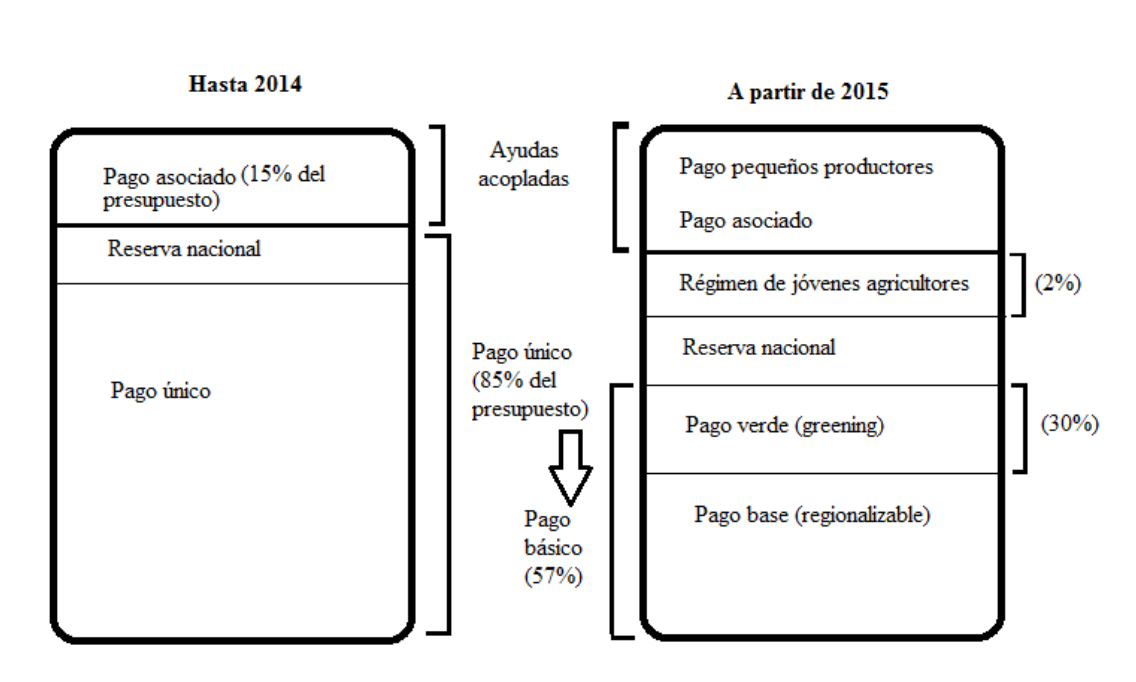 Hasta 2014
Pago asociado (15% del
presupuesto)
Reserva nacional
Pago único
Ayudas
acopladas
Pago único
(85% del
presupuesto)
Pago
básico
(57%)
A partir de 2015
Pago pequeños productores
Pago asociado
Régimen de jóvenes agricultores
(2%)
Reserva nacional
Pago verde (greening)
(30%)
Pago base (regionalizable)